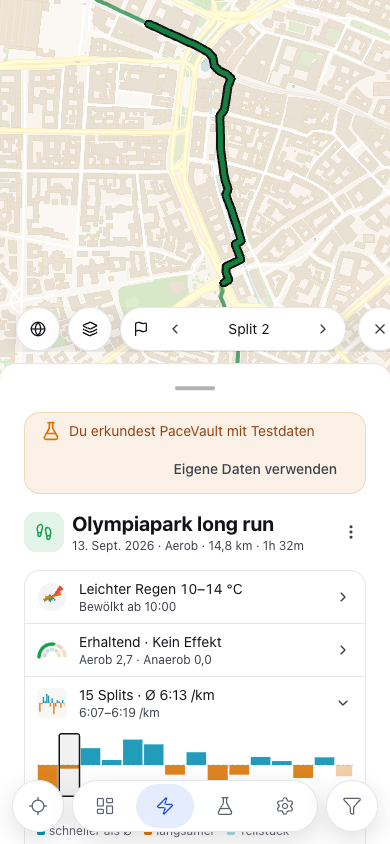 Split 2
Du erkundest PaceVault mit Testdaten
Eigene Daten verwenden
Olympiapark long run
13. Sept. 2026 · Aerob · 14,8 km · 1h 32m
Leichter Regen 10–14 °C
Bewölkt ab 10:00
Erhaltend · Kein Effekt
Aerob 2,7 · Anaerob 0,0
15 Splits · Ø 6:13 /km
6:07–6:19 /km
schneller als Ø
langsamer
Teilstück